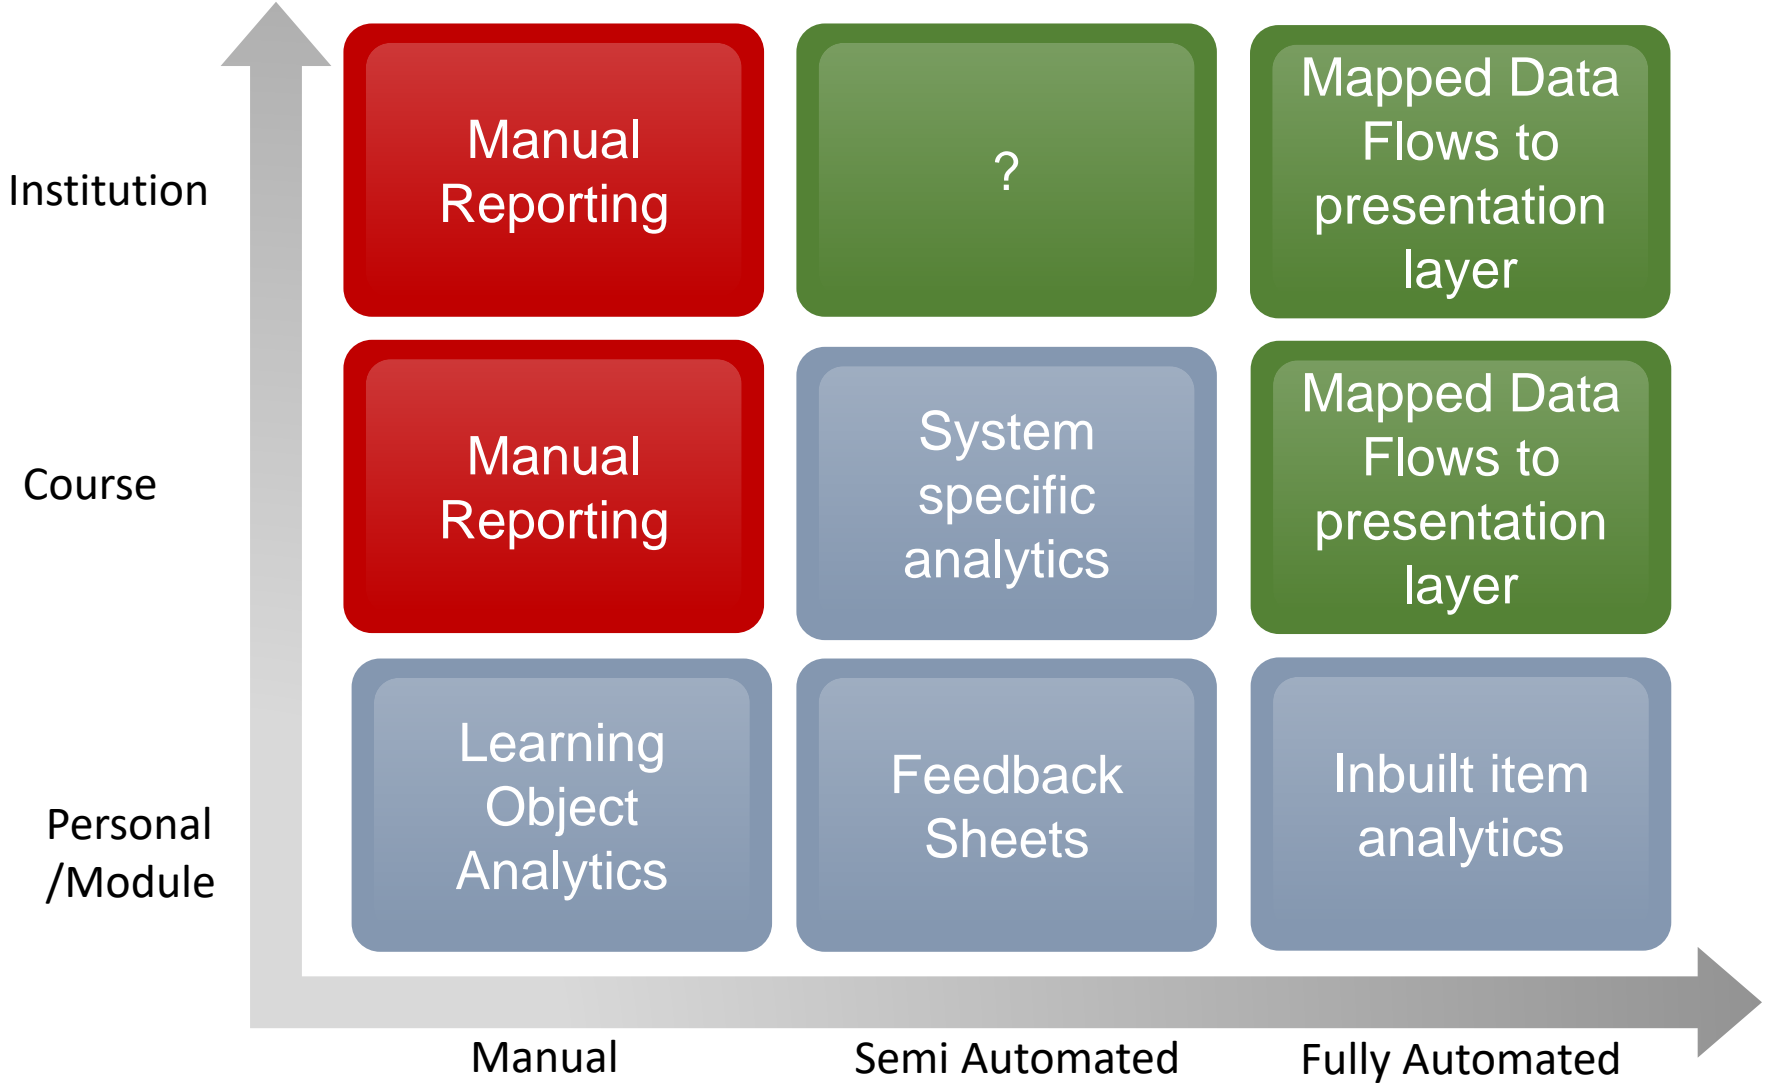 Institution
Manual
Reporting
?
Mapped Data
Flows to
presentation
layer
Course
Manual
Reporting
System
specific
analytics
Mapped Data
Flows to
presentation
layer
Personal
/Module
Learning
Object
Analytics
Feedback
Sheets
Inbuilt item
analytics
Manual
Semi Automated
Fully Automated